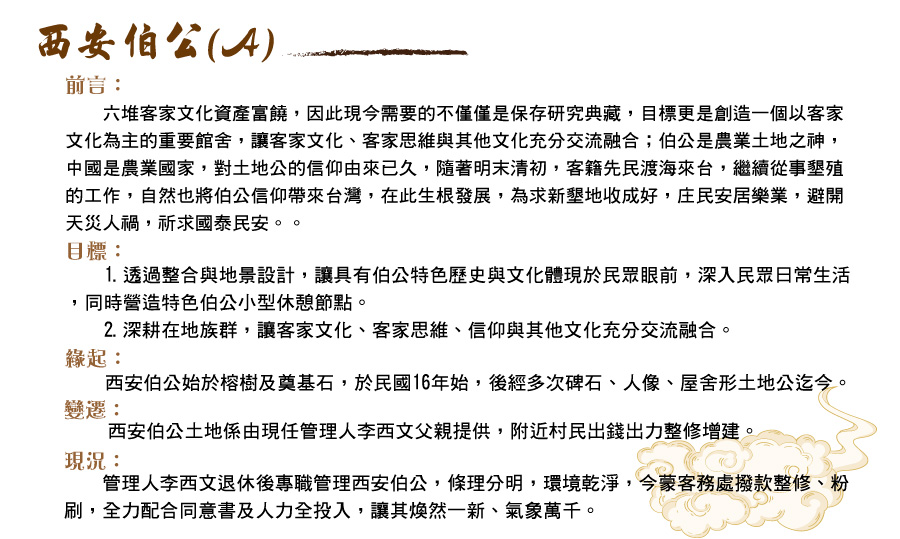 西安伯公(A)
前言：
六堆客家文化資產富饒，因此現今需要的不僅僅是保存研究典藏，目標更是創造一個以客家
文化為主的重要館舍，讓客家文化、客家思維與其他文化充分交流融合；伯公是農業土地之神，
中國是農業國家，對土地公的信仰由來已久，隨著明末清初，客籍先民渡海來台，繼續從事墾殖
的工作，自然也將伯公信仰帶來台灣，在此生根發展，為求新墾地收成好，庄民安居樂業，避開
天災人禍，祈求國泰民安。。
目標：
1. 透過整合與地景設計，讓具有伯公特色歷史與文化體現於民眾眼前，深入民眾日常生活
，同時營造特色伯公小型休憩節點。
2. 深耕在地族群，讓客家文化、客家思維、信仰與其他文化充分交流融合。
緣起：
西安伯公始於榕樹及奠基石，於民國16年始，後經多次碑石、人像、屋舍形土地公迄今。
變遷：
西安伯公土地係由現任管理人李西文父親提供，附近村民出錢出力整修增建。
現況：
管理人李西文退休後專職管理西安伯公，條理分明，環境乾淨，今蒙客務處撥款整修、粉
刷，全力配合同意書及人力全投入，讓其煥然一新、氣象萬千。